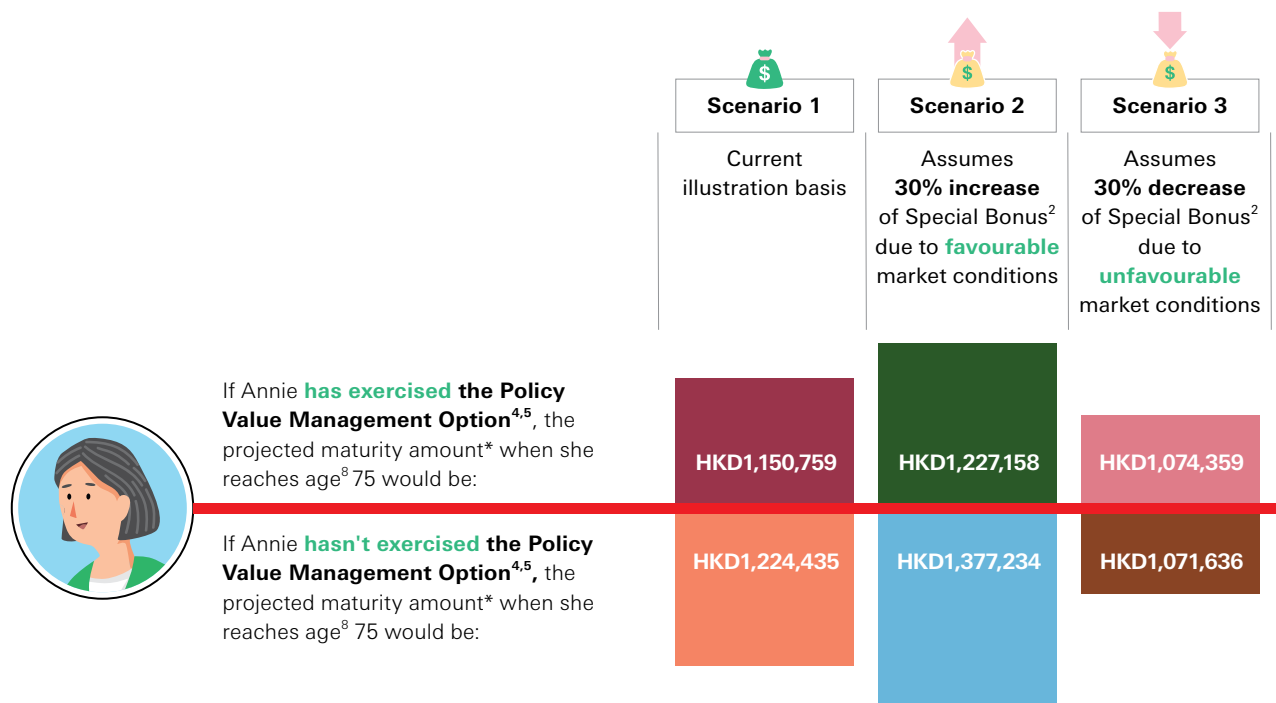 $
$
$
Scenario 1
Scenario 2
Scenario 3
Current
illustration basis
Assumes
30% increase
of Special Bonus²
due to favourable
market conditions
Assumes
30% decrease
of Special Bonus²
due to
unfavourable
market conditions
If Annie has exercised the Policy
Value Management Option⁴,⁵, the
projected maturity amount* when she
reaches age⁸ 75 would be:
HKD1,150,759
HKD1,227,158
HKD1,074,359
If Annie hasn't exercised the Policy
Value Management Option⁴,⁵, the
projected maturity amount* when she
reaches age⁸ 75 would be:
HKD1,224,435
HKD1,377,234
HKD1,071,636